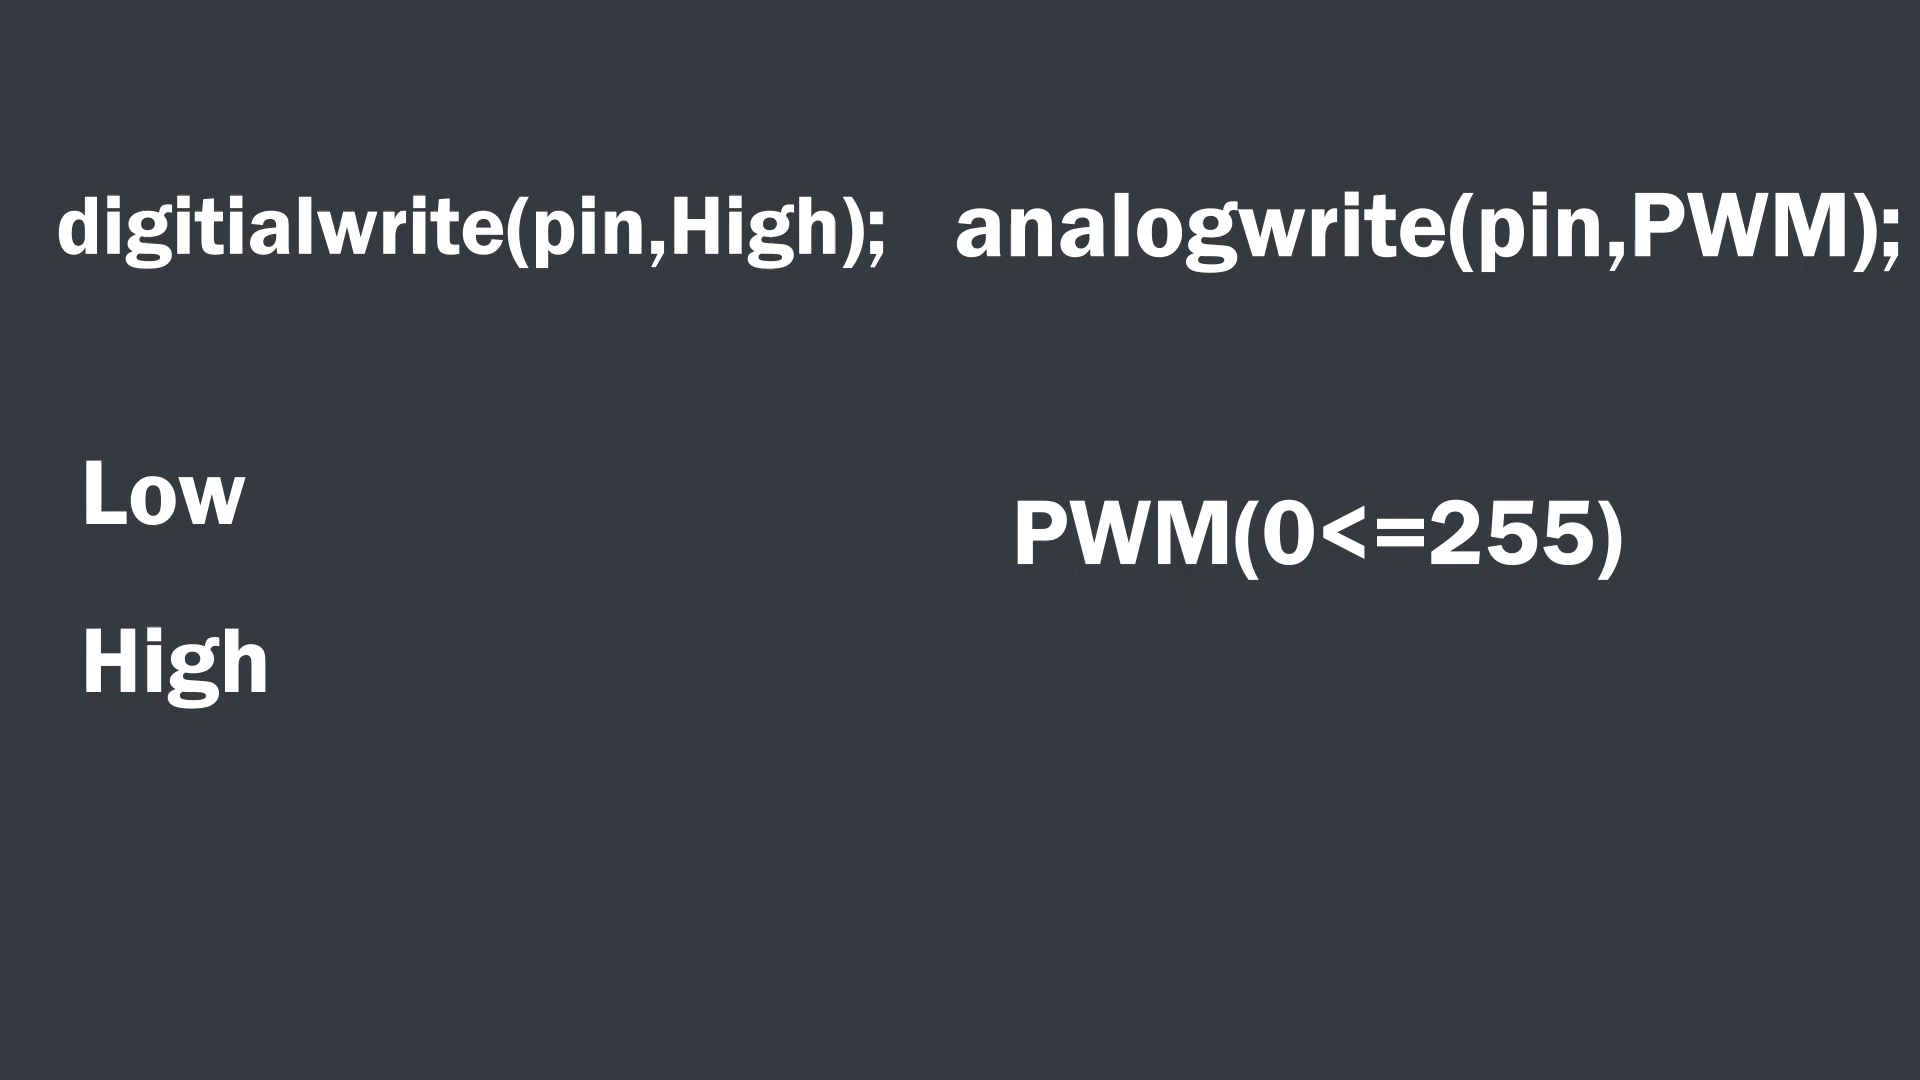 digitialwrite(pin,High);
analogwrite(pin,PWM);
Low
High
PWM(0<=255)